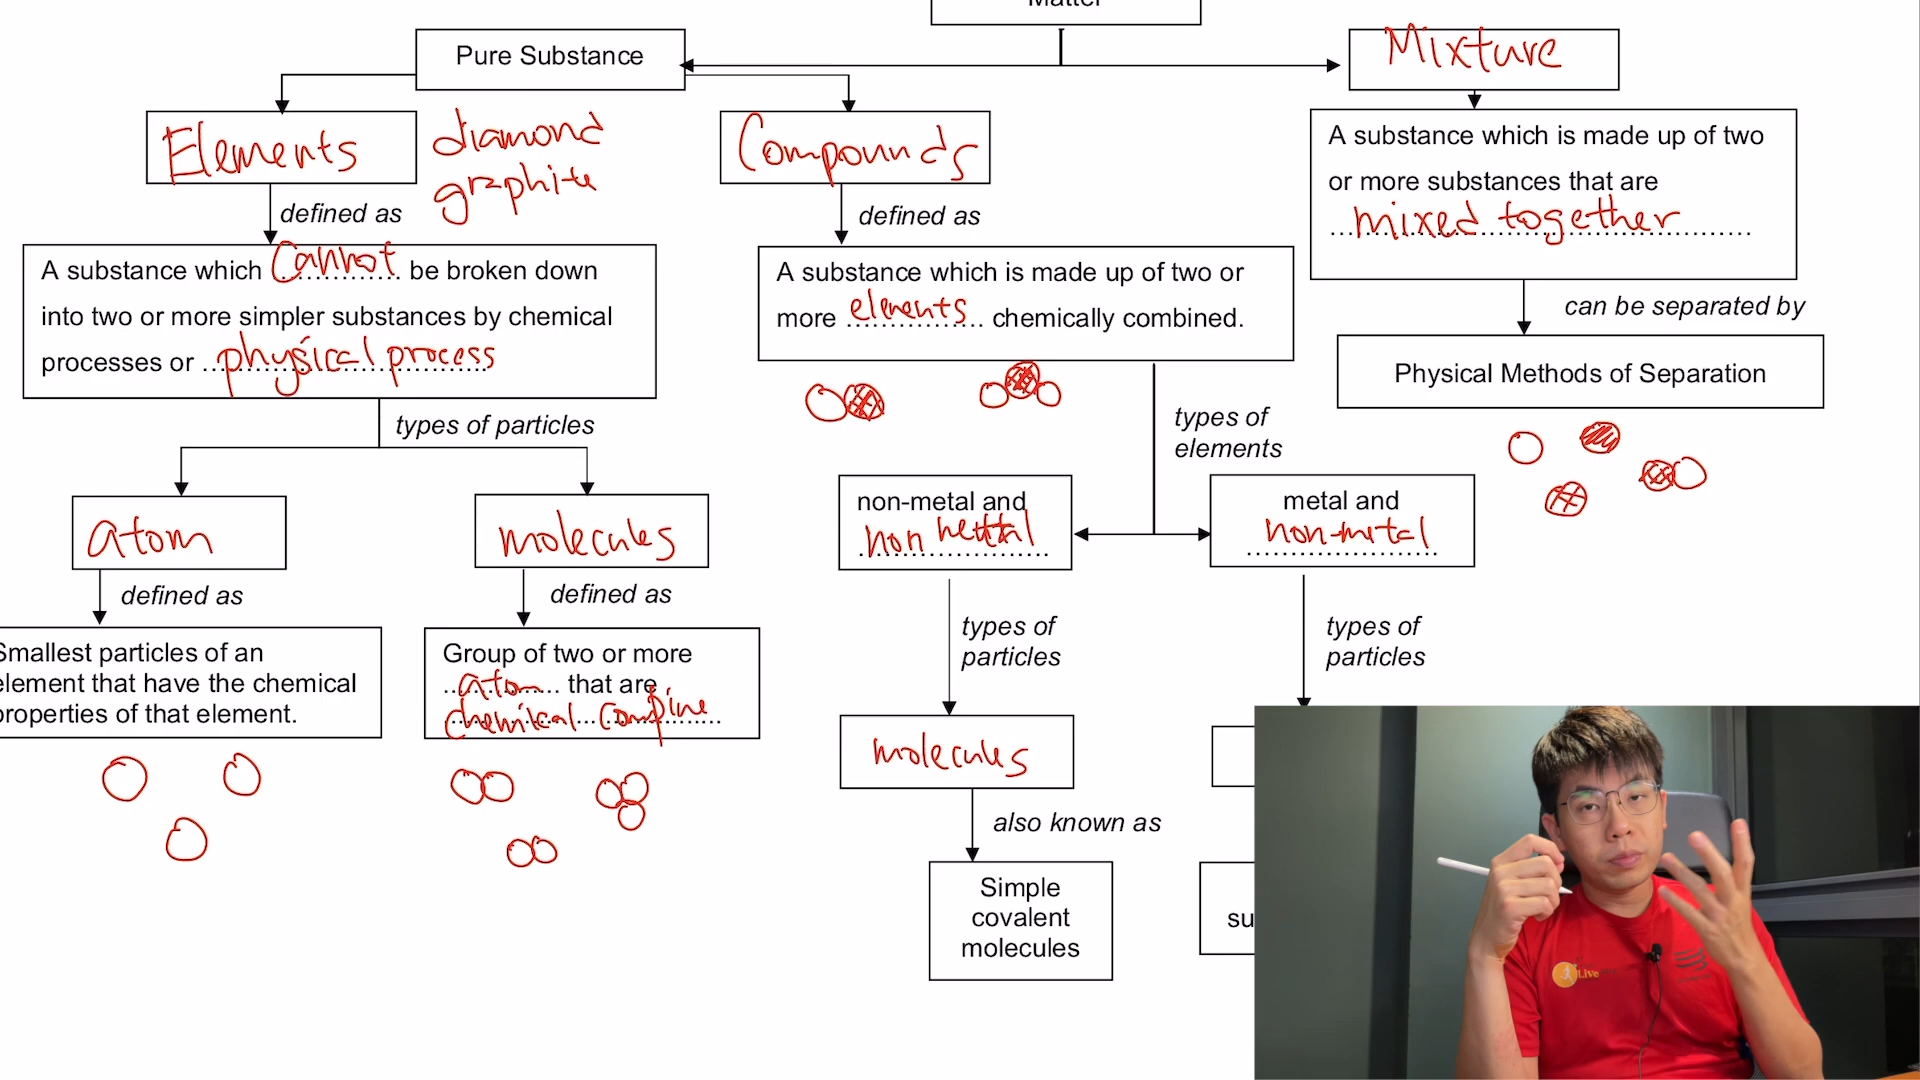 Matter
Pure Substance
Mixture
Elements
diamond
graphite
Compounds
A substance which is made up of two
or more substances that are
mixed together
defined as
defined as
A substance which cannot be broken down
into two or more simpler substances by chemical
processes or physical process
A substance which is made up of two or
more elements chemically combined.
can be separated by
Physical Methods of Separation
types of particles
types of
elements
atom
molecules
non-metal and
non metal
metal and
non-metal
defined as
defined as
Smallest particles of an
element that have the chemical
properties of that element.
Group of two or more
atom that are
chemical combine
types of
particles
types of
particles
molecules
also known as
Simple
covalent
molecules
su
Live